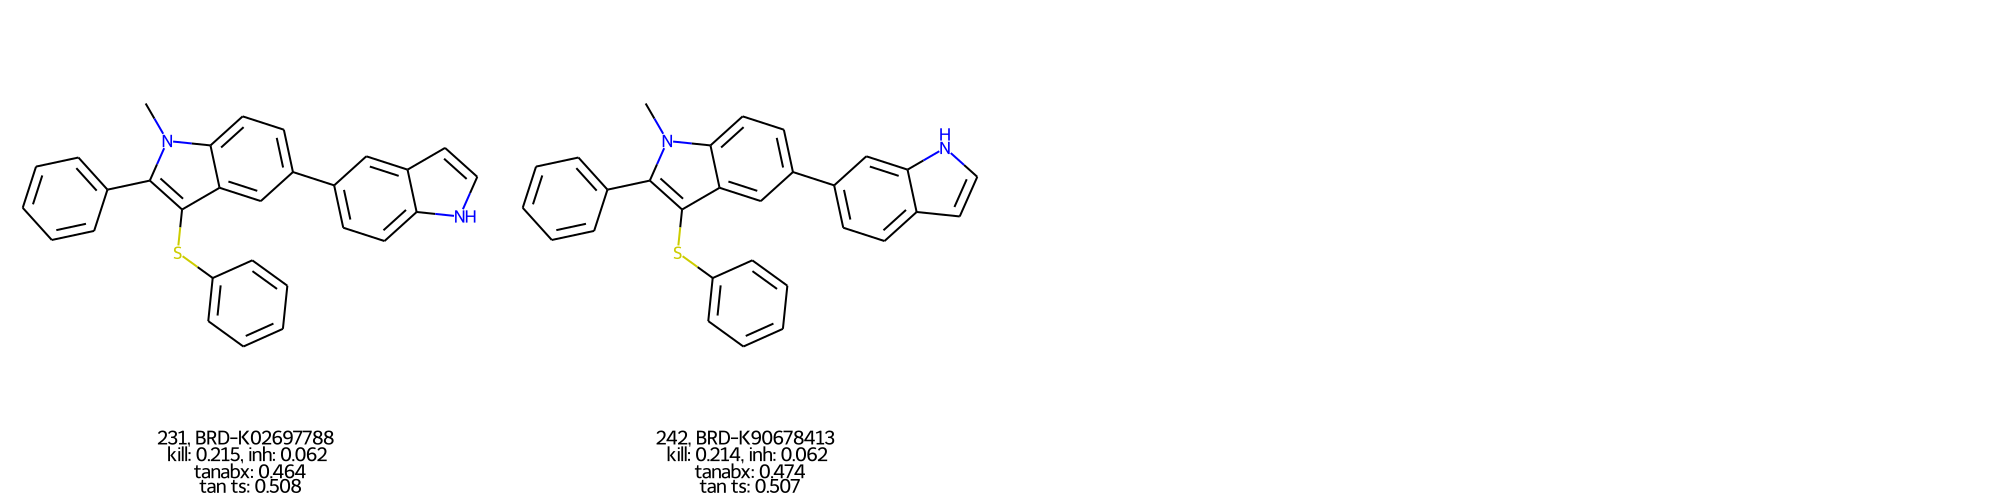 N
NH
S
231, BRD-K02697788
kill: 0.215, inh: 0.062
tanabx: 0.464
tan ts: 0.508
H
N
N
S
242, BRD-K90678413
kill: 0.214, inh: 0.062
tanabx: 0.474
tan ts: 0.507